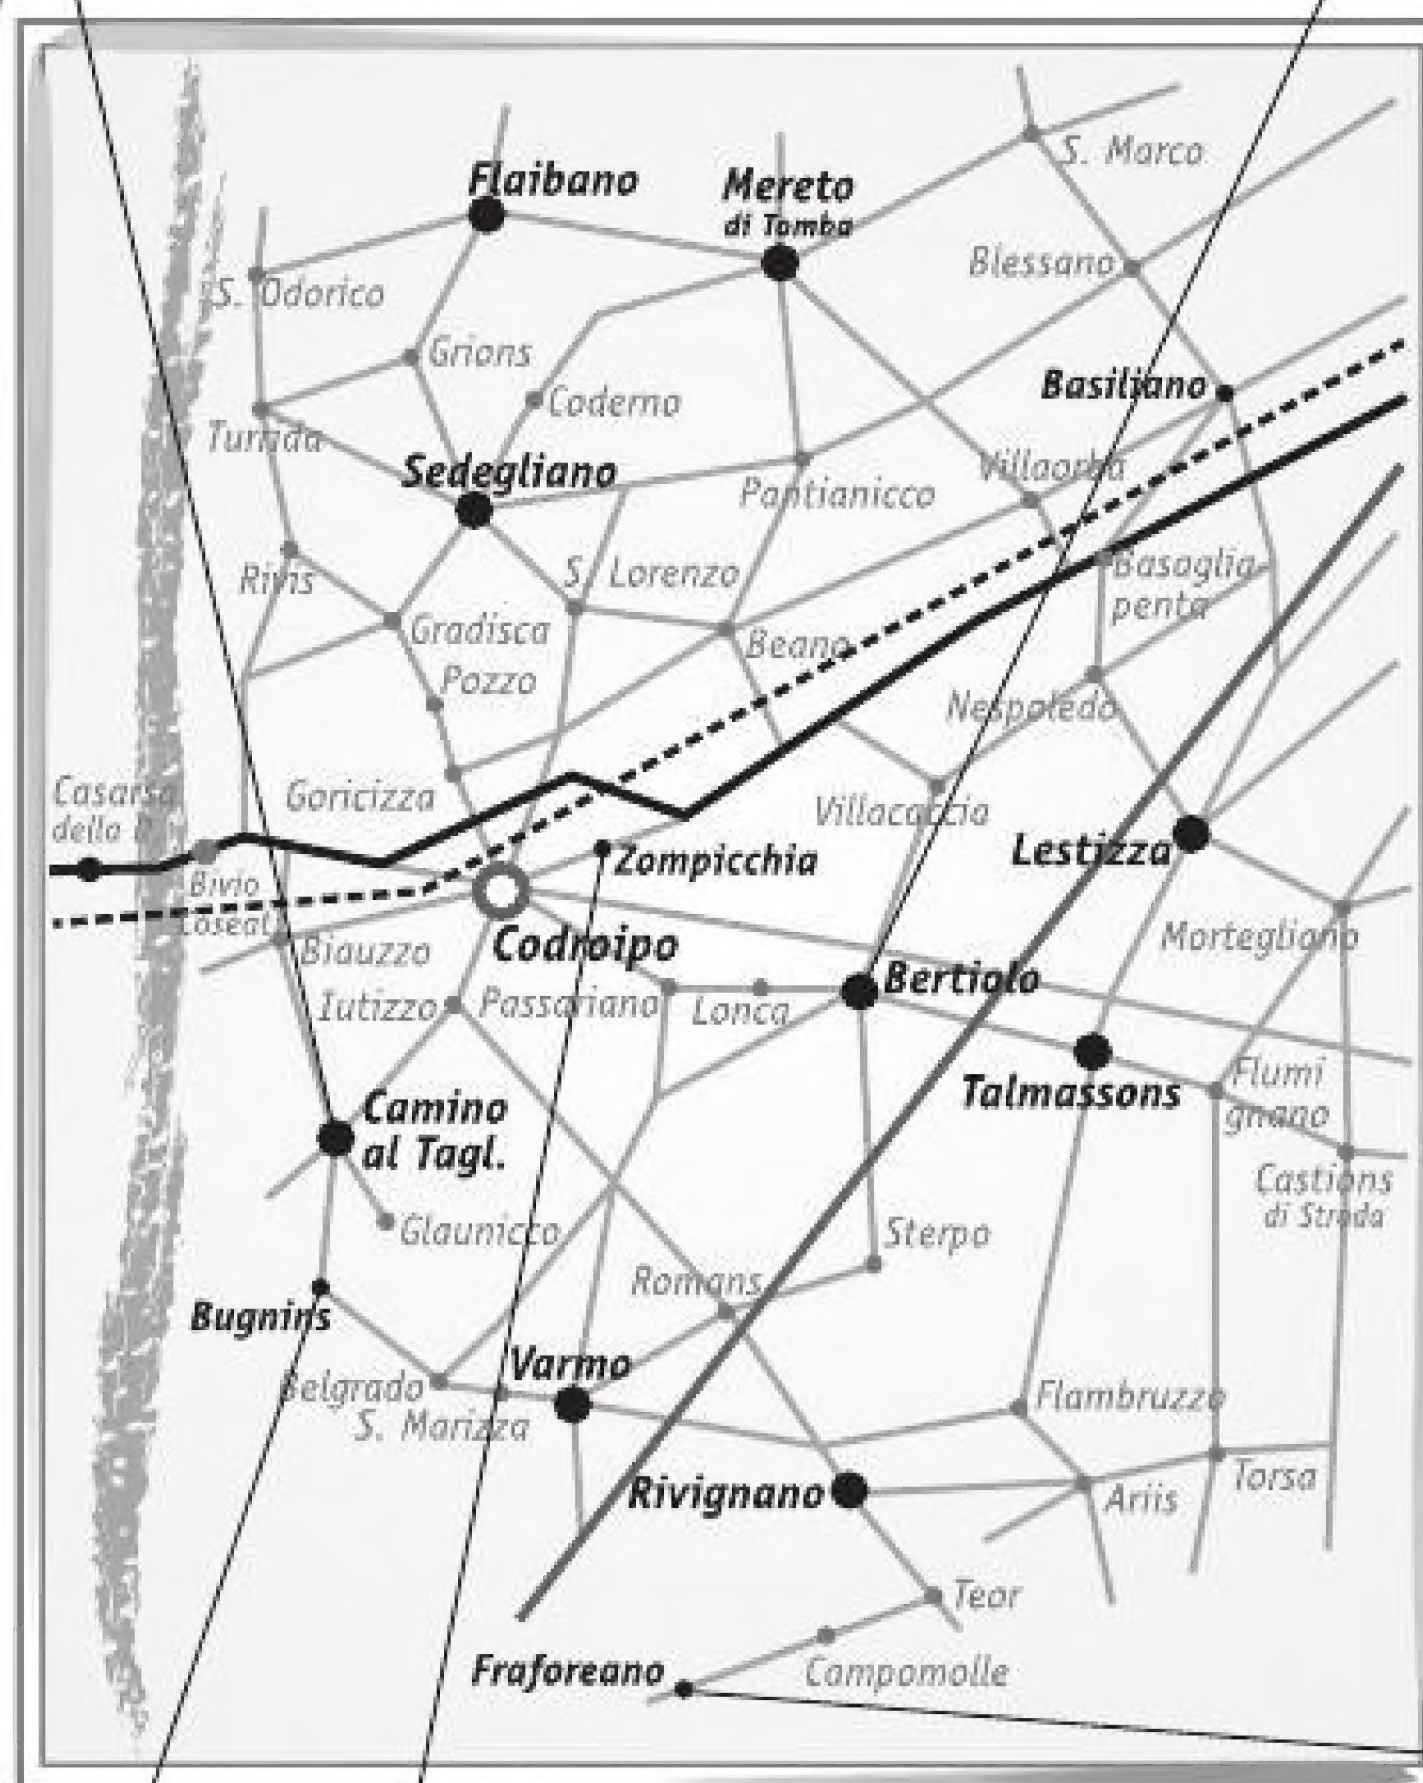 Flaibano
Mereto
di Tomba
S. Marco
Blessano
S. Odorico
Grions
Coderno
Basiliano
Turrida
Sedegliano
Pantianicco
Villaorba
Rivis
S. Lorenzo
Basaglia-
penta
Gradisca
Beano
Pozzo
Nespoledo
Casarsa
della D.
Goricizza
Villacaccia
Lestizza
Zompicchia
Bivio
Coseat
Codroipo
Mortegliano
Biauzzo
Iutizzo
Passariano
Lonca
Bertiolo
Talmassons
Flumi
gnano
Camino
al Tagl.
Castions
di Strada
Glaunicco
Sterpo
Romans
Bugnins
Varmo
Belgrado
S. Marizza
Flambruzzo
Rivignano
Ariis
Torsa
Teor
Fraforeano
Campomolle